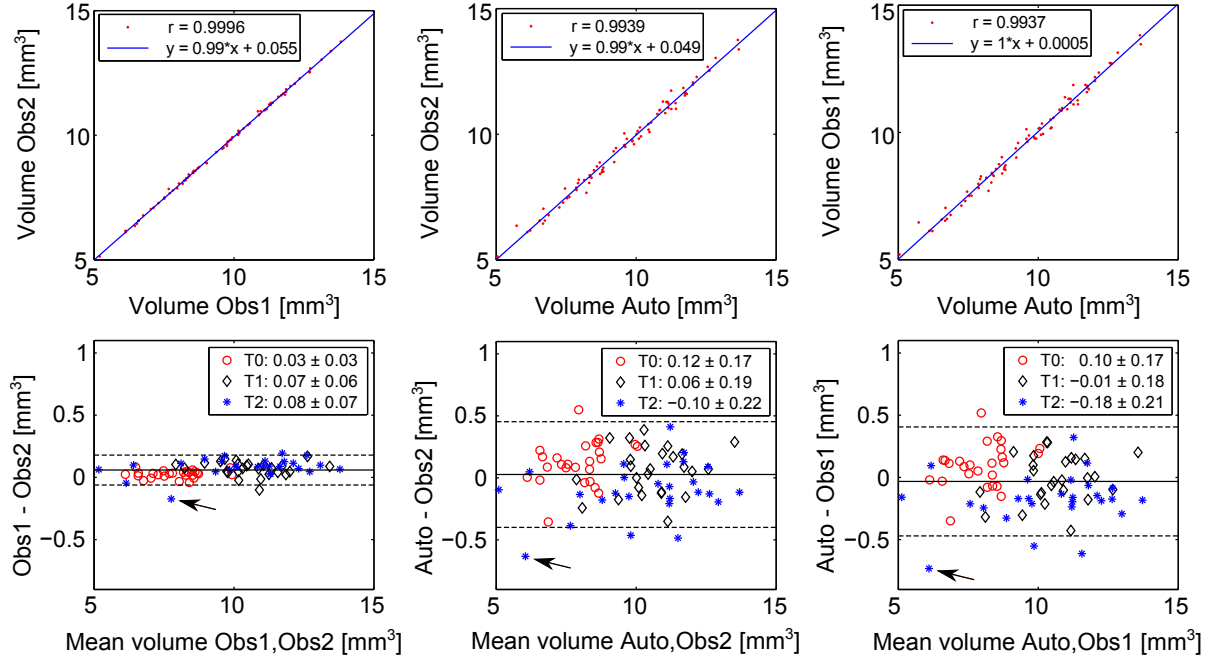 r = 0.9996
y = 0.99*x + 0.055
15
10
5
5 10 15
Volume Obs2 [mm³]
Volume Obs1 [mm³]
r = 0.9939
y = 0.99*x + 0.049
15
10
5
5 10 15
Volume Obs2 [mm³]
Volume Auto [mm³]
r = 0.9937
y = 1*x + 0.0005
15
10
5
5 10 15
Volume Obs1 [mm³]
Volume Auto [mm³]
T0: 0.03 ± 0.03
T1: 0.07 ± 0.06
T2: 0.08 ± 0.07
1
0.5
0
−0.5
5 10 15
Obs1 - Obs2 [mm³]
Mean volume Obs1,Obs2 [mm³]
T0: 0.12 ± 0.17
T1: 0.06 ± 0.19
T2: −0.10 ± 0.22
1
0.5
0
−0.5
5 10 15
Auto - Obs2 [mm³]
Mean volume Auto,Obs2 [mm³]
T0: 0.10 ± 0.17
T1: −0.01 ± 0.18
T2: −0.18 ± 0.21
1
0.5
0
−0.5
5 10 15
Auto - Obs1 [mm³]
Mean volume Auto,Obs1 [mm³]